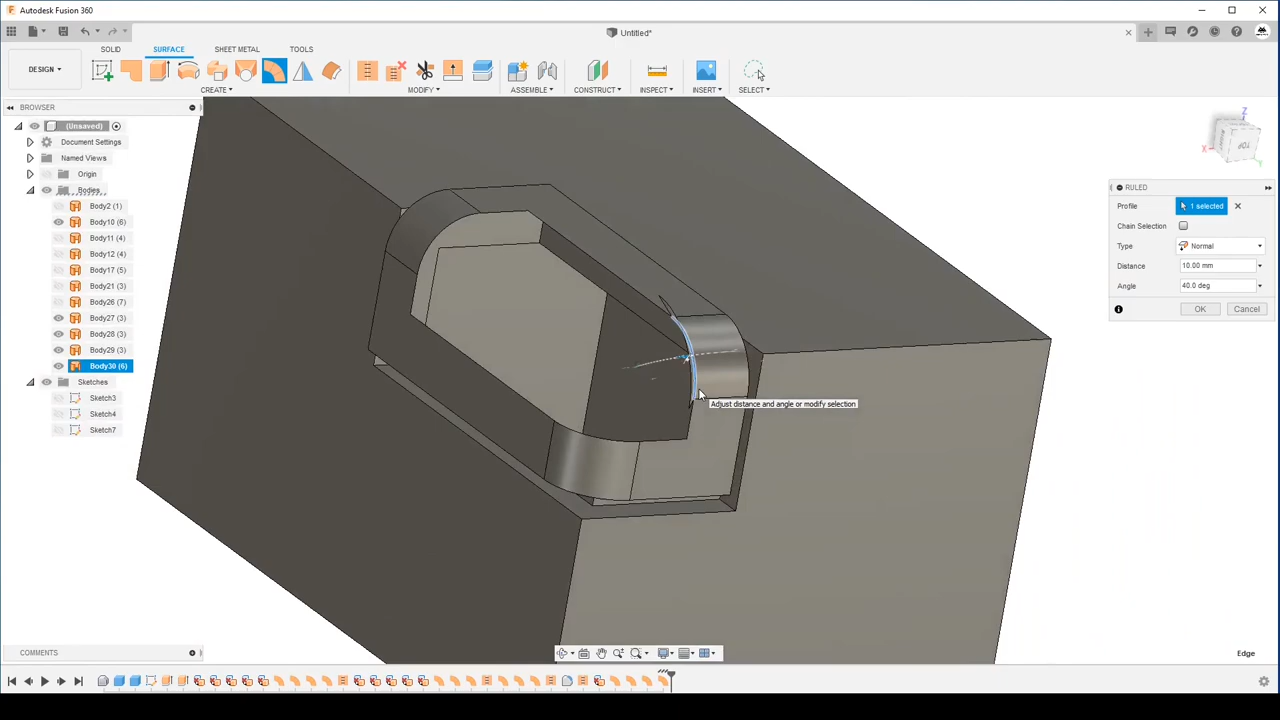 Autodesk Fusion 360
Untitled*
SOLID SURFACE SHEET METAL TOOLS
DESIGN
CREATE MODIFY ASSEMBLE CONSTRUCT INSPECT INSERT SELECT
BROWSER
(Unsaved)
Document Settings
Named Views
Origin
Bodies
Body2 (1)
Body10 (6)
Body11 (4)
Body12 (4)
Body17 (5)
Body21 (3)
Body26 (7)
Body27 (3)
Body28 (3)
Body29 (3)
Body30 (6)
Sketches
Sketch3
Sketch4
Sketch7
Z
X
Y
TOP
RULED
Profile 1 selected
Chain Selection
Type Normal
Distance 10.00 mm
Angle 40.0 deg
OK Cancel
Adjust distance and angle or modify selection
COMMENTS
Edge